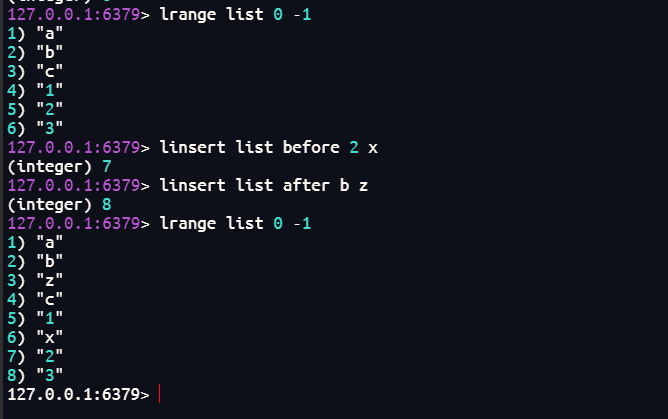 127.0.0.1:6379> lrange list 0 -1
1) "a"
2) "b"
3) "c"
4) "1"
5) "2"
6) "3"
127.0.0.1:6379> linsert list before 2 x
(integer) 7
127.0.0.1:6379> linsert list after b z
(integer) 8
127.0.0.1:6379> lrange list 0 -1
1) "a"
2) "b"
3) "z"
4) "c"
5) "1"
6) "x"
7) "2"
8) "3"
127.0.0.1:6379>